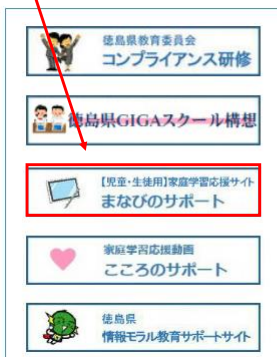 徳島県教育委員会
コンプライアンス研修
徳島県GIGAスクール構想
【児童・生徒用】家庭学習応援サイト
まなびのサポート
家庭学習応援動画
こころのサポート
徳島県
情報モラル教育サポートサイト